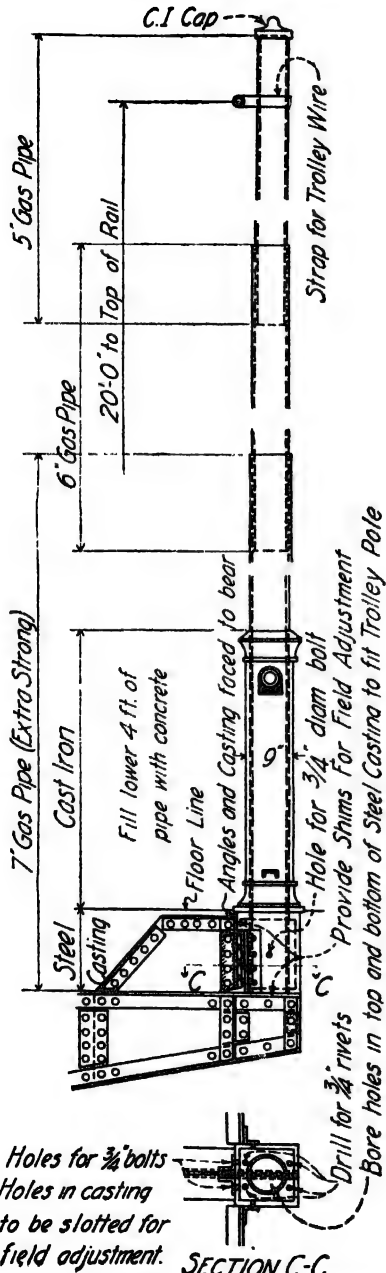 C.I Cap
5" Gas Pipe
Strap for Trolley Wire
20'-0" to Top of Rail
6" Gas Pipe
7" Gas Pipe (Extra Strong)
Cast Iron
Fill lower 4 ft. of
pipe with concrete
Floor Line
Angles and Casting faced to bear
9"
Hole for 3/4" diam bolt
Provide Shims For Field Adjustment
Bore holes in top and bottom of Steel Casting to fit Trolley Pole
Steel
Casting
C
C
Drill for 3/4" rivets
Holes for 3/4" bolts
Holes in casting
to be slotted for
field adjustment.
SECTION C-C